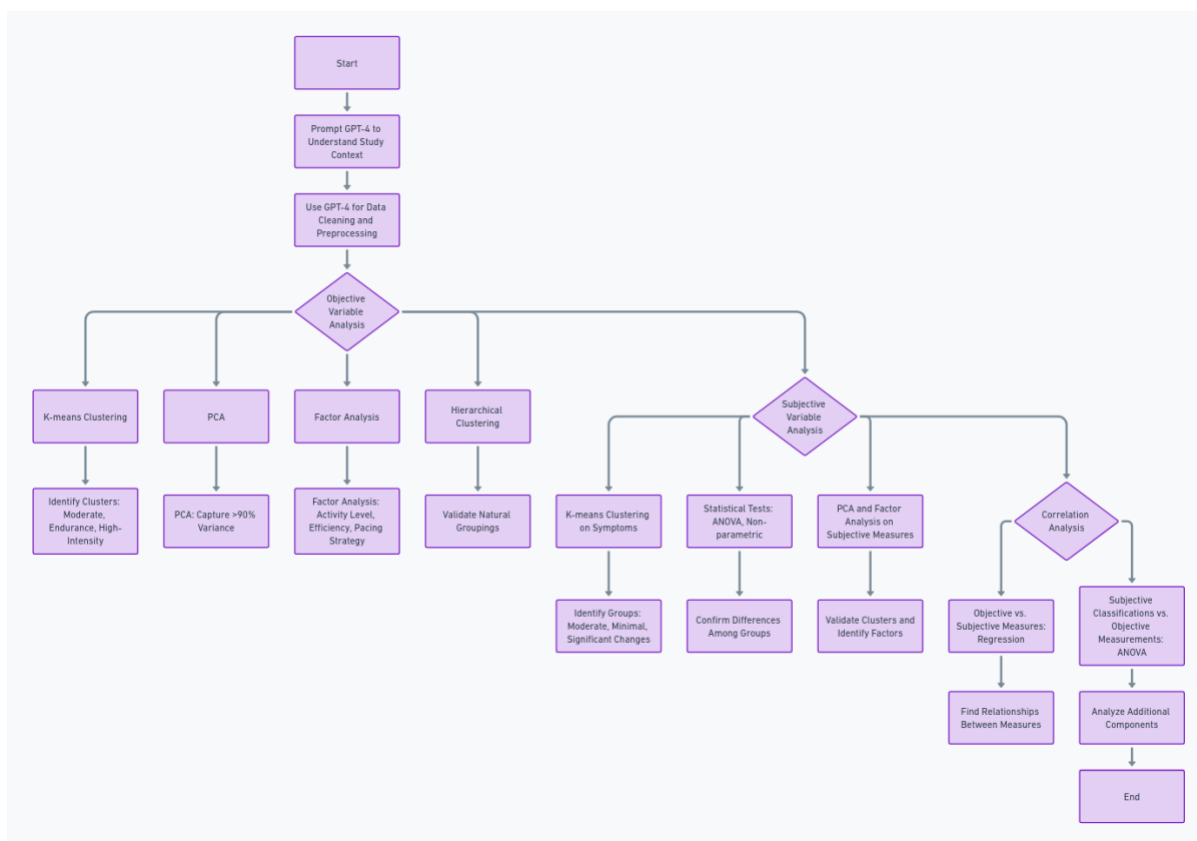 Start
Prompt GPT-4 to
Understand Study
Context
Use GPT-4 for Data
Cleaning and
Preprocessing
Objective
Variable
Analysis
K-means Clustering
PCA
Factor Analysis
Hierarchical
Clustering
Subjective
Variable
Analysis
Identify Clusters:
Moderate,
Endurance, High-
Intensity
PCA: Capture >90%
Variance
Factor Analysis:
Activity Level,
Efficiency, Pacing
Strategy
Validate Natural
Groupings
K-means Clustering
on Symptoms
Statistical Tests:
ANOVA, Non-
parametric
PCA and Factor
Analysis on
Subjective Measures
Correlation
Analysis
Identify Groups:
Moderate, Minimal,
Significant Changes
Confirm Differences
Among Groups
Validate Clusters and
Identify Factors
Objective vs.
Subjective Measures:
Regression
Subjective
Classifications vs.
Objective
Measurements:
ANOVA
Find Relationships
Between Measures
Analyze Additional
Components
End